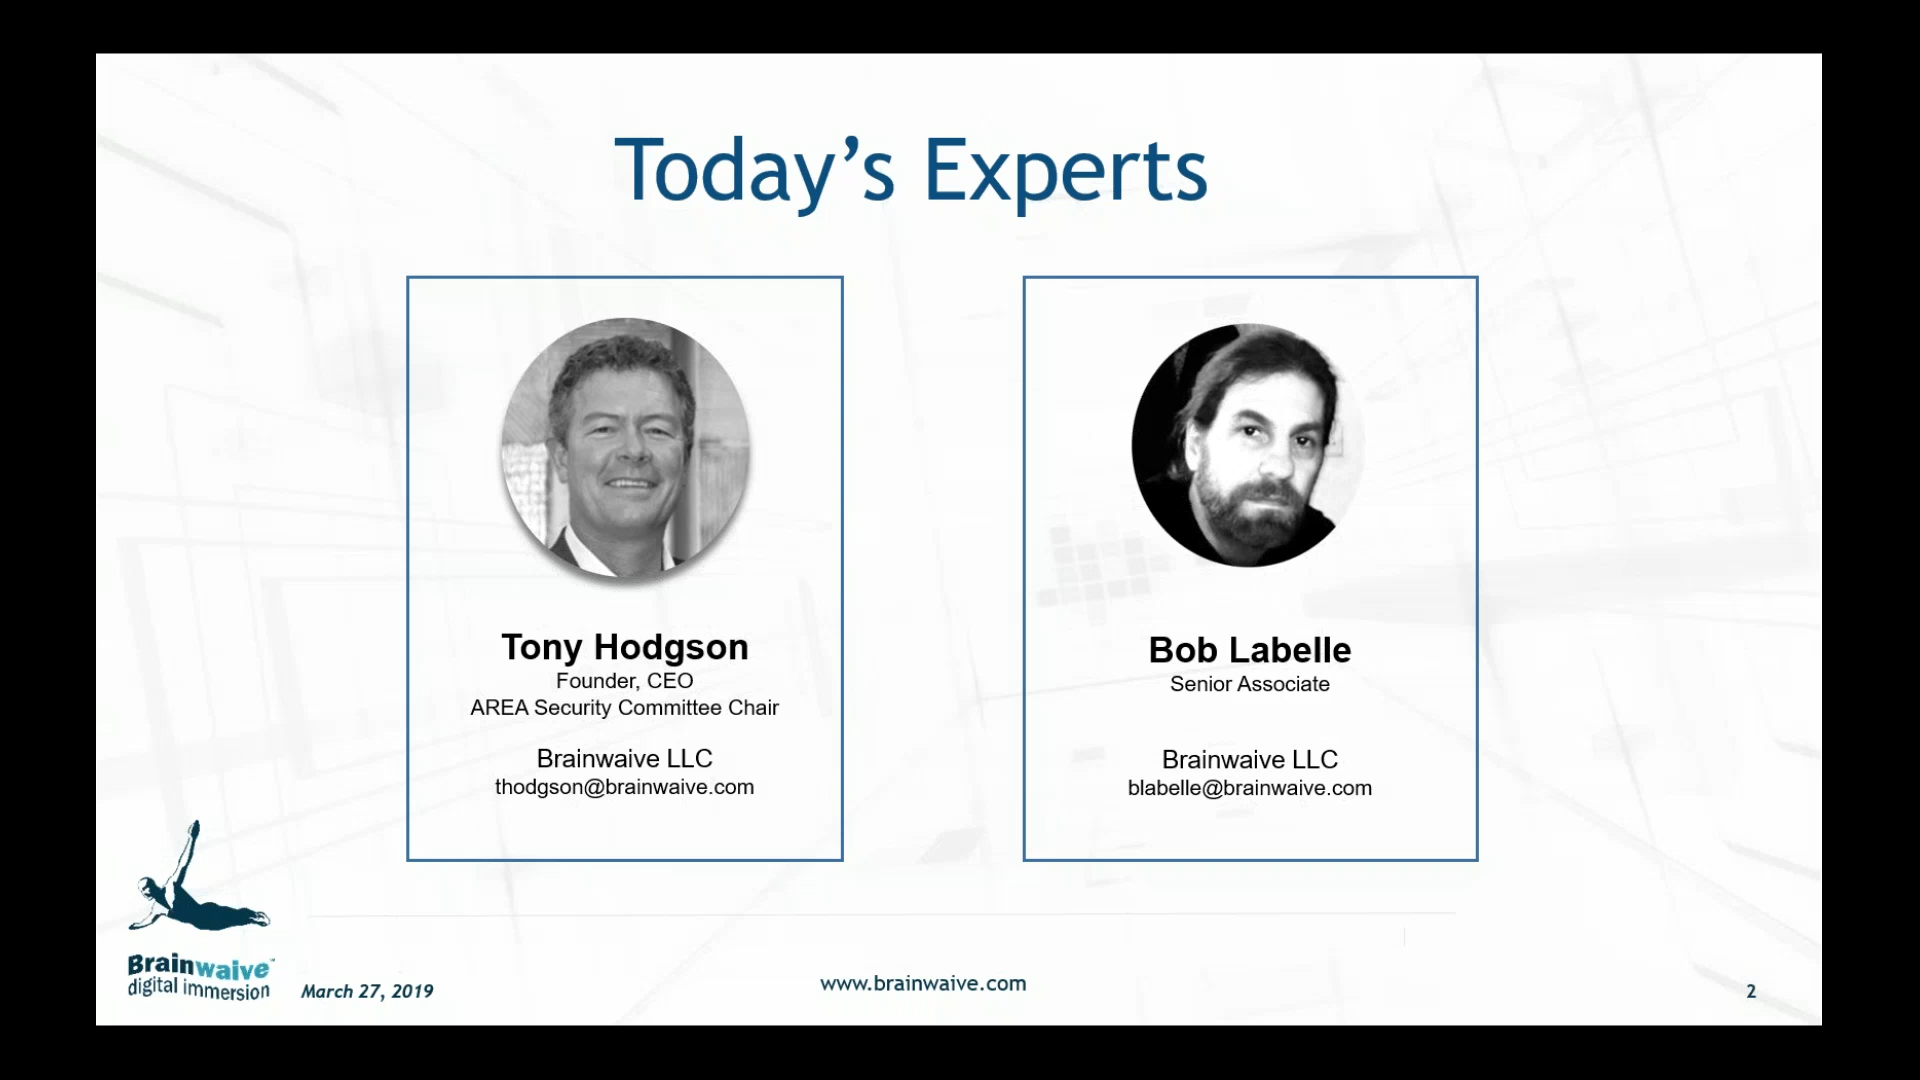 Today’s Experts
Tony Hodgson
Founder, CEO
AREA Security Committee Chair
Brainwaive LLC
thodgson@brainwaive.com
Bob Labelle
Senior Associate
Brainwaive LLC
blabelle@brainwaive.com
Brainwaive™
digital immersion
March 27, 2019
www.brainwaive.com
2